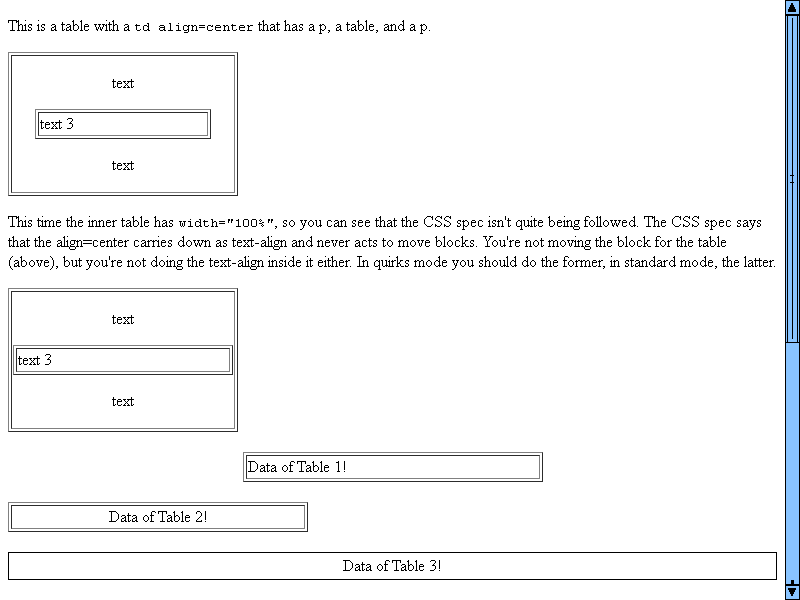 This is a table with a td align=center that has a p, a table, and a p.
text
text 3
text
This time the inner table has width="100%", so you can see that the CSS spec isn't quite being followed. The CSS spec says
that the align=center carries down as text-align and never acts to move blocks. You're not moving the block for the table
(above), but you're not doing the text-align inside it either. In quirks mode you should do the former, in standard mode, the latter.
text
text 3
text
Data of Table 1!
Data of Table 2!
Data of Table 3!